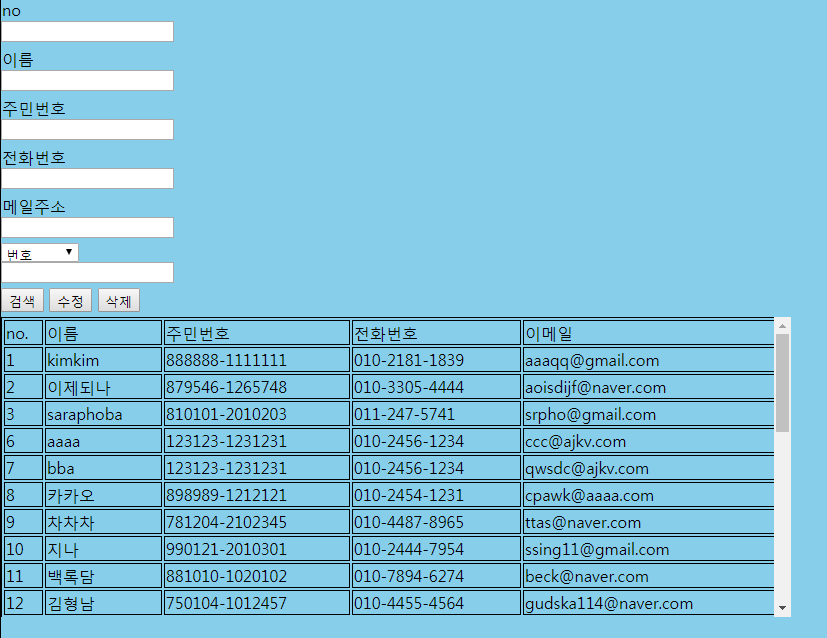 no
이름
주민번호
전화번호
메일주소
번호
검색 수정 삭제
no. 이름 주민번호 전화번호 이메일
1 kimkim 888888-1111111 010-2181-1839 aaaqq@gmail.com
2 이제되나 879546-1265748 010-3305-4444 aoisdijf@naver.com
3 saraphoba 810101-2010203 011-247-5741 srpho@gmail.com
6 aaaa 123123-1231231 010-2456-1234 ccc@ajkv.com
7 bba 123123-1231231 010-2456-1234 qwsdc@ajkv.com
8 카카오 898989-1212121 010-2454-1231 cpawk@aaaa.com
9 차차차 781204-2102345 010-4487-8965 ttas@naver.com
10 지나 990121-2010301 010-2444-7954 ssing11@gmail.com
11 백록담 881010-1020102 010-7894-6274 beck@naver.com
12 김형남 750104-1012457 010-4455-4564 gudska114@naver.com